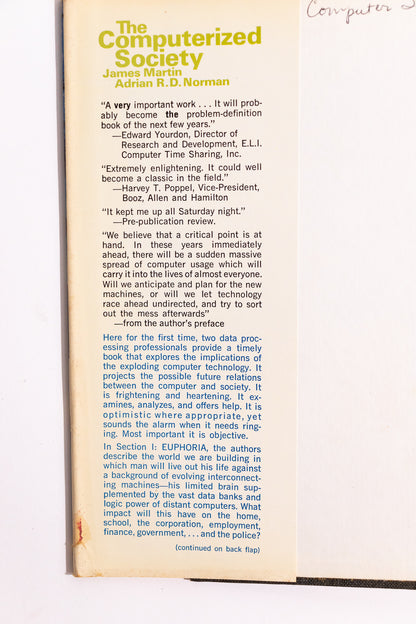 Computer
The
Computerized
Society
James Martin
Adrian R.D. Norman
“A very important work . . . It will prob-
ably become the problem-definition
book of the next few years.”
—Edward Yourdon, Director of
Research and Development, E.L.I.
Computer Time Sharing, Inc.
“Extremely enlightening. It could well
become a classic in the field.”
—Harvey T. Poppel, Vice-President,
Booz, Allen and Hamilton
“It kept me up all Saturday night.”
—Pre-publication review.
“We believe that a critical point is at
hand. In these years immediately
ahead, there will be a sudden massive
spread of computer usage which will
carry it into the lives of almost everyone.
Will we anticipate and plan for the new
machines, or will we let technology
race ahead undirected, and try to sort
out the mess afterwards”
—from the author's preface
Here for the first time, two data proc-
essing professionals provide a timely
book that explores the implications of
the exploding computer technology. It
projects the possible future relations
between the computer and society. It
is frightening and heartening. It ex-
amines, analyzes, and offers help. It is
optimistic where appropriate, yet
sounds the alarm when it needs ring-
ing. Most important it is objective.
In Section I: EUPHORIA, the authors
describe the world we are building in
which man will live out his life against
a background of evolving interconnect-
ing machines—his limited brain sup-
plemented by the vast data banks and
logic power of distant computers. What
impact will this have on the home,
school, the corporation, employment,
finance, government, . . . and the police?
(continued on back flap)